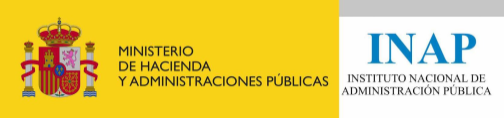 MINISTERIO
DE HACIENDA
Y ADMINISTRACIONES PÚBLICAS
INAP
INSTITUTO NACIONAL DE
ADMINISTRACIÓN PÚBLICA